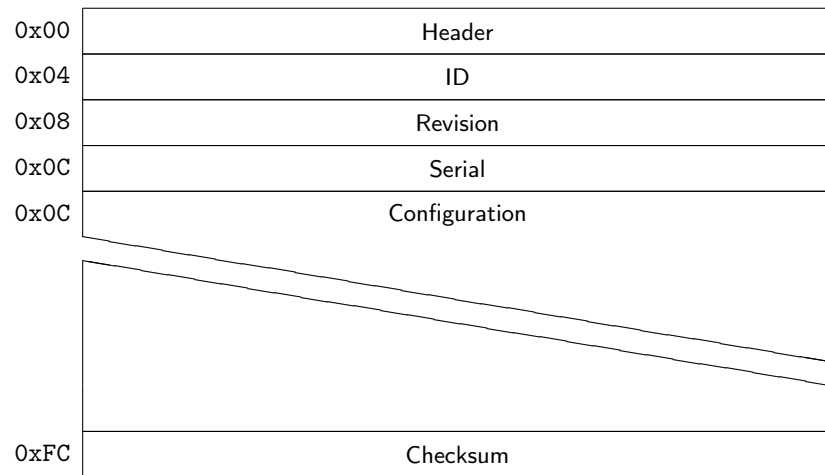 0x00 Header
0x04 ID
0x08 Revision
0x0C Serial
0x0C Configuration
0xFC Checksum